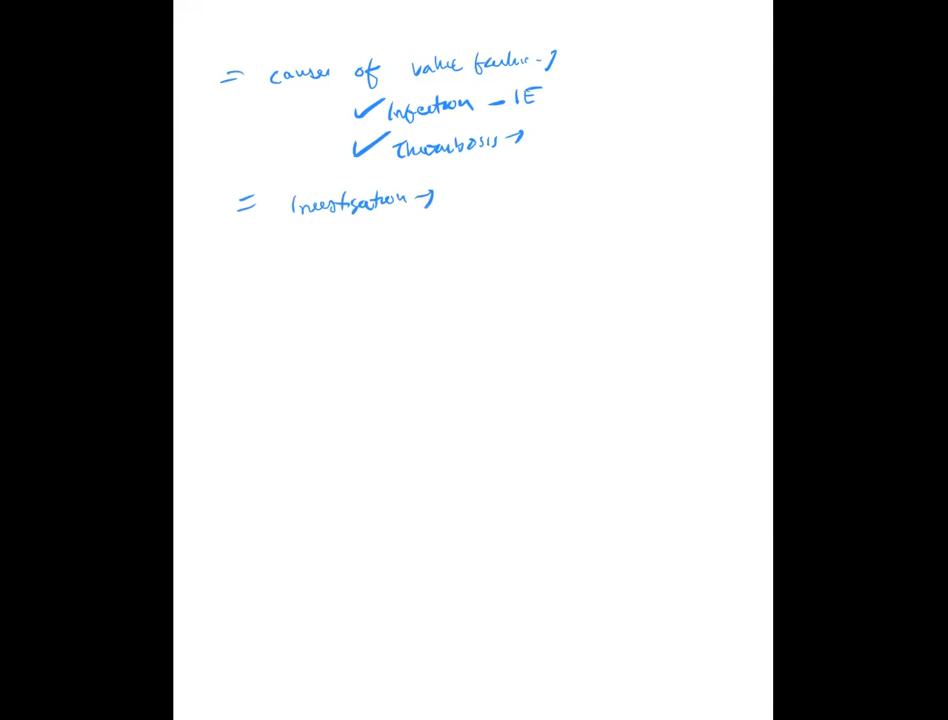 = causes of valve failure →
✓ Infection - IE
✓ Thrombosis →
= Investigation →